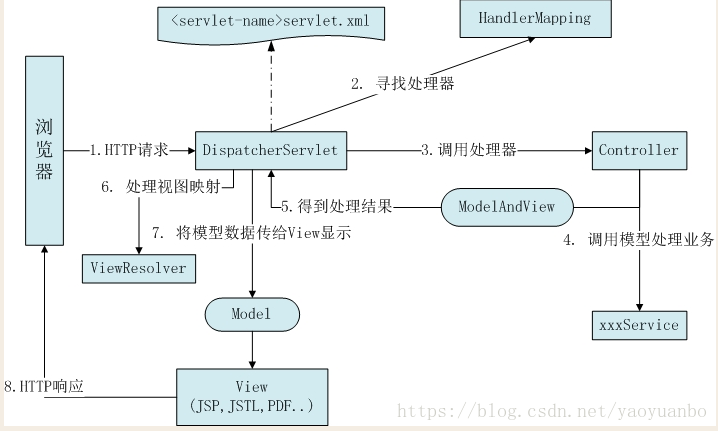 <servlet-name>servlet.xml
HandlerMapping
2. 寻找处理器
浏览器
1.HTTP请求
DispatcherServlet
3.调用处理器
Controller
6. 处理视图映射
5.得到处理结果
ModelAndView
7. 将模型数据传给View显示
4. 调用模型处理业务
ViewResolver
Model
xxxService
8.HTTP响应
View
(JSP,JSTL,PDF..)
https://blog.csdn.net/yaoyuanbo